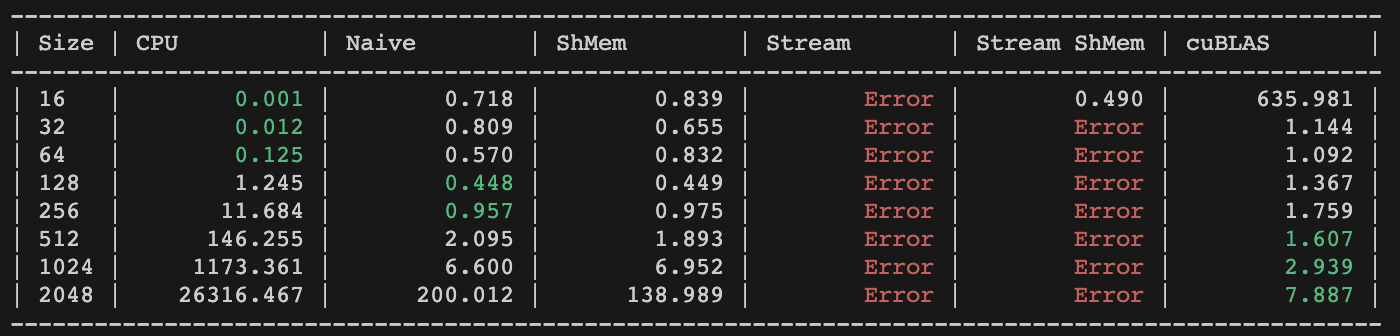 | Size | CPU | Naive | ShMem | Stream | Stream ShMem | cuBLAS |
| 16 | 0.001 | 0.718 | 0.839 | Error | 0.490 | 635.981 |
| 32 | 0.012 | 0.809 | 0.655 | Error | Error | 1.144 |
| 64 | 0.125 | 0.570 | 0.832 | Error | Error | 1.092 |
| 128 | 1.245 | 0.448 | 0.449 | Error | Error | 1.367 |
| 256 | 11.684 | 0.957 | 0.975 | Error | Error | 1.759 |
| 512 | 146.255 | 2.095 | 1.893 | Error | Error | 1.607 |
| 1024 | 1173.361 | 6.600 | 6.952 | Error | Error | 2.939 |
| 2048 | 26316.467 | 200.012 | 138.989 | Error | Error | 7.887 |